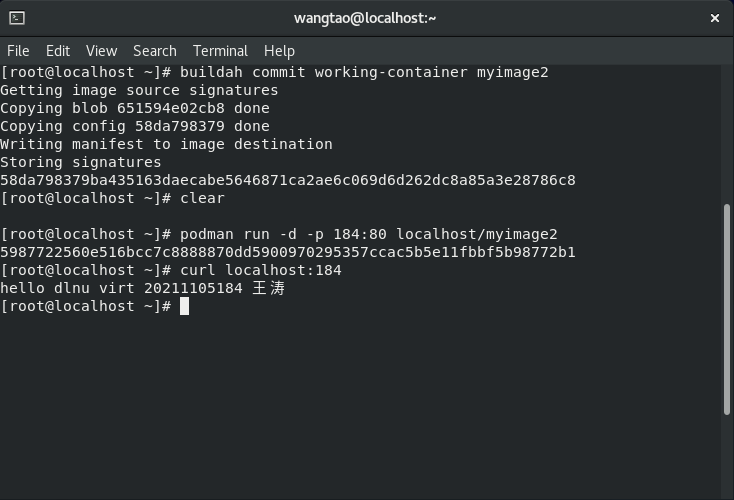 wangtao@localhost:~
File Edit View Search Terminal Help
[root@localhost ~]# buildah commit working-container myimage2
Getting image source signatures
Copying blob 651594e02cb8 done
Copying config 58da798379 done
Writing manifest to image destination
Storing signatures
58da798379ba435163daecabe5646871ca2ae6c069d6d262dc8a85a3e28786c8
[root@localhost ~]# clear
[root@localhost ~]# podman run -d -p 184:80 localhost/myimage2
5987722560e516bcc7c8888870dd5900970295357ccac5b5e11fbbf5b98772b1
[root@localhost ~]# curl localhost:184
hello dlnu virt 20211105184 王涛
[root@localhost ~]#